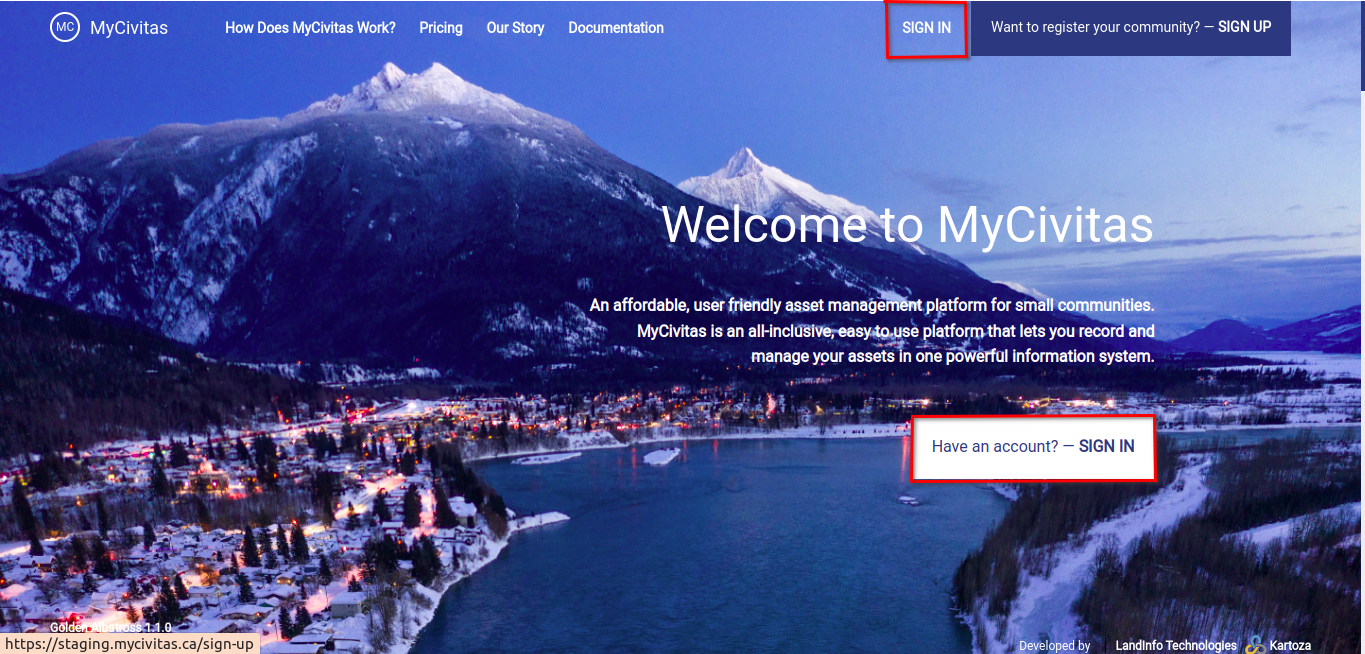 MC MyCivitas How Does MyCivitas Work? Pricing Our Story Documentation SIGN IN Want to register your community? — SIGN UP
Welcome to MyCivitas
An affordable, user friendly asset management platform for small communities.
MyCivitas is an all-inclusive, easy to use platform that lets you record and
manage your assets in one powerful information system.
Have an account? — SIGN IN
Golden Albatross 1.1.0
https://staging.mycivitas.ca/sign-up
Developed by LandInfo Technologies Kartoza